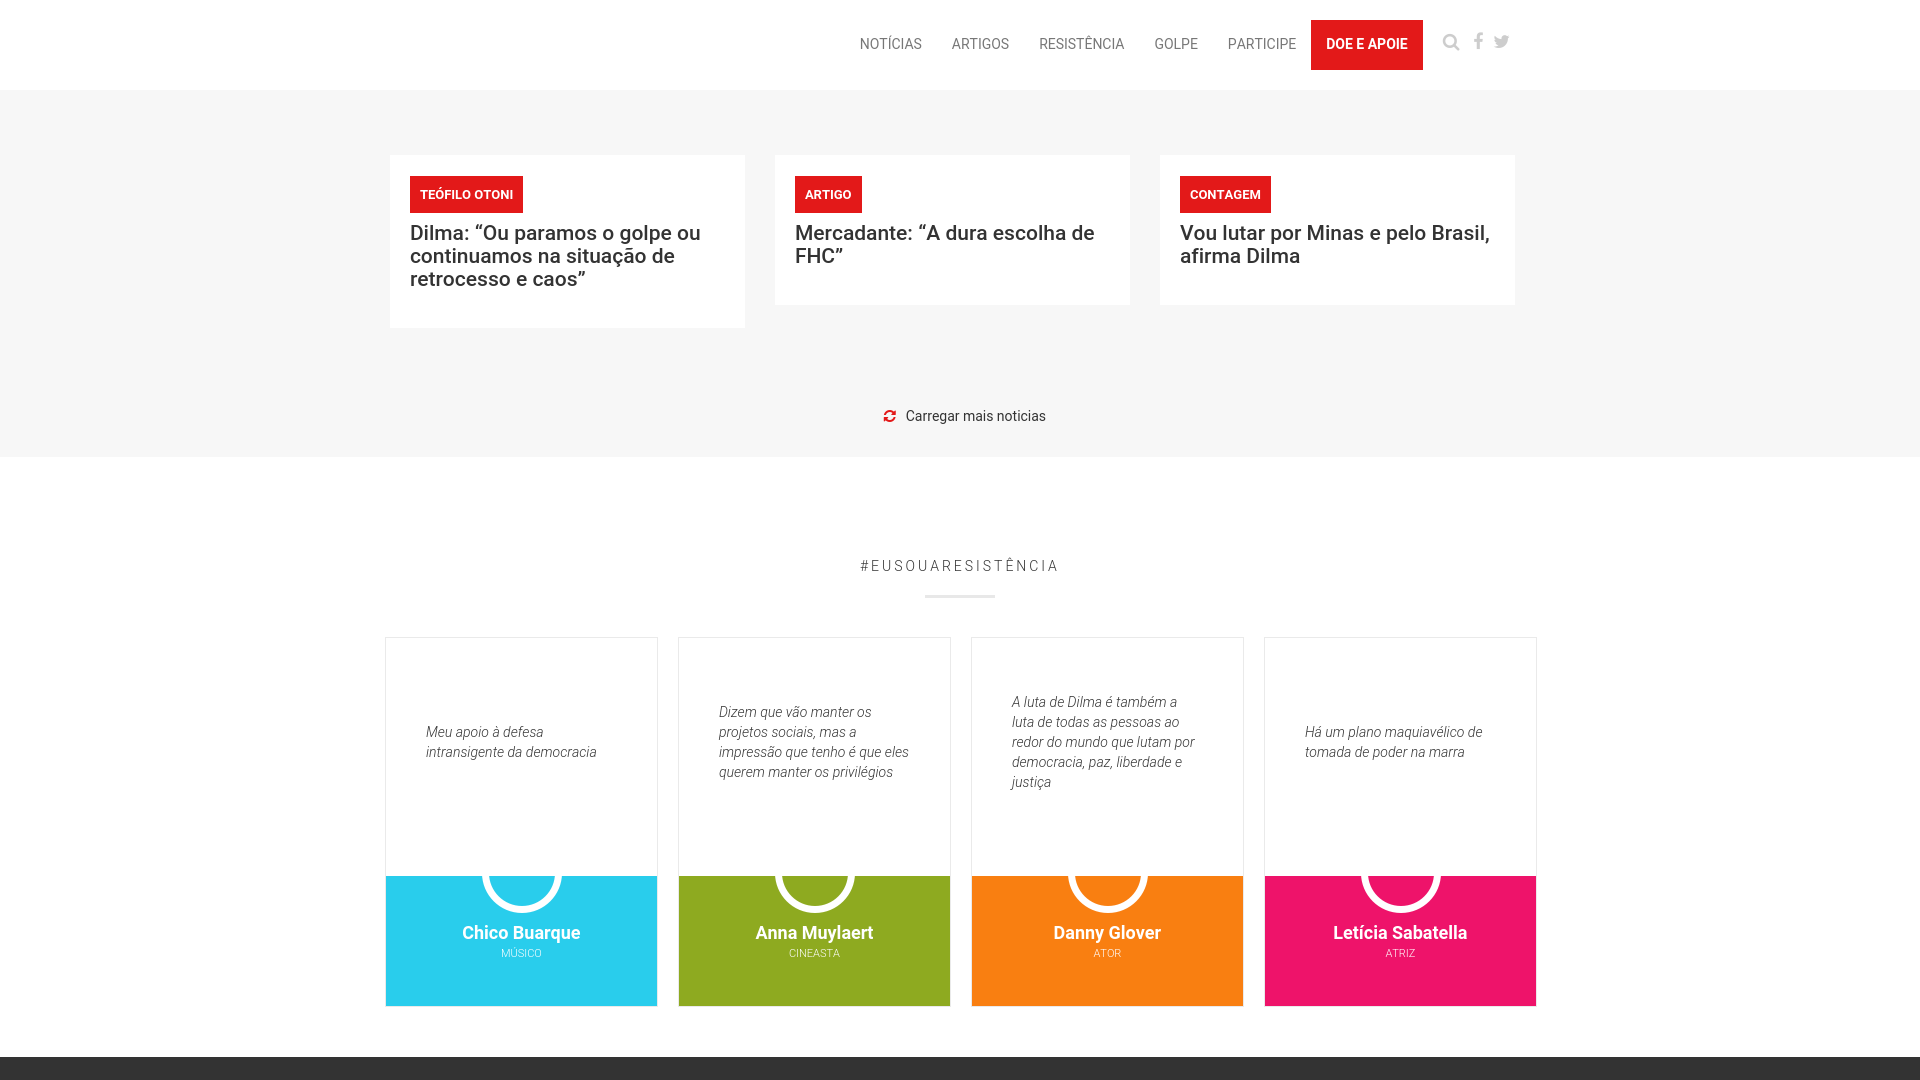 NOTÍCIAS ARTIGOS RESISTÊNCIA GOLPE PARTICIPE DOE E APOIE
TEÓFILO OTONI
Dilma: “Ou paramos o golpe ou
continuamos na situação de
retrocesso e caos”
ARTIGO
Mercadante: “A dura escolha de
FHC”
CONTAGEM
Vou lutar por Minas e pelo Brasil,
afirma Dilma
Carregar mais noticias
#EUSOUARESISTÊNCIA
Meu apoio à defesa
intransigente da democracia
Chico Buarque
MÚSICO
Dizem que vão manter os
projetos sociais, mas a
impressão que tenho é que eles
querem manter os privilégios
Anna Muylaert
CINEASTA
A luta de Dilma é também a
luta de todas as pessoas ao
redor do mundo que lutam por
democracia, paz, liberdade e
justiça
Danny Glover
ATOR
Há um plano maquiavélico de
tomada de poder na marra
Letícia Sabatella
ATRIZ